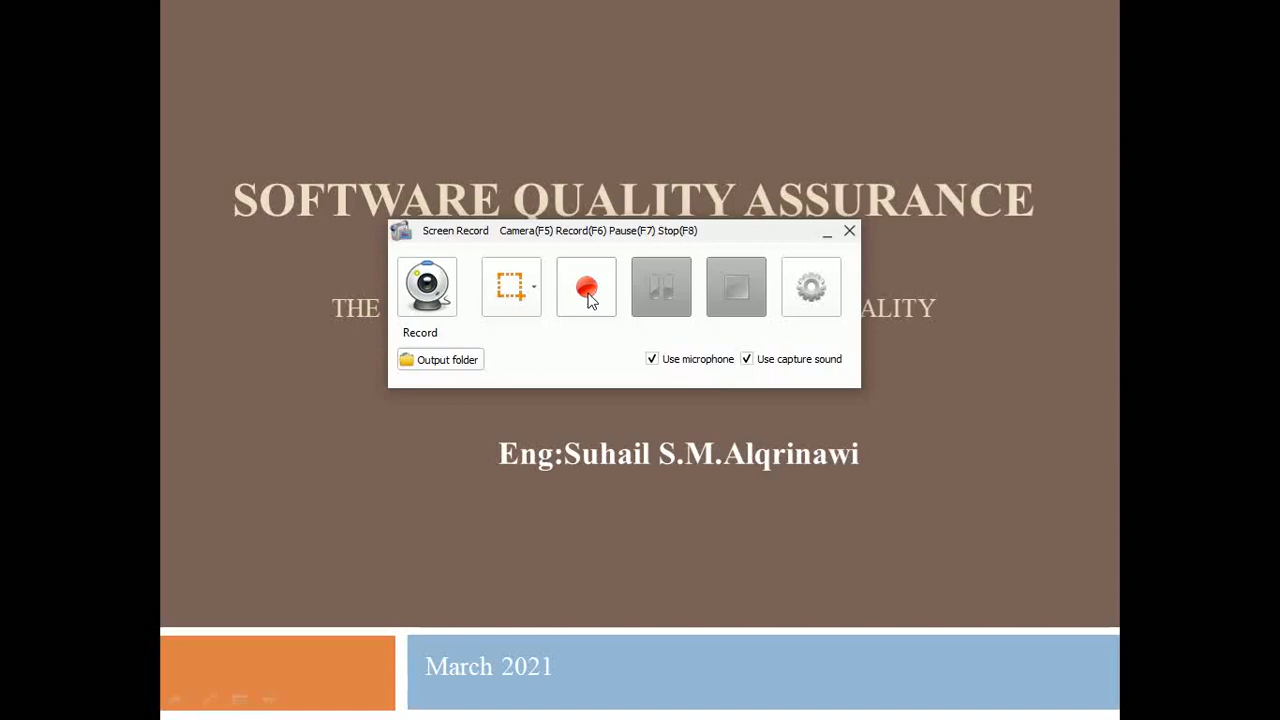 SOFTWARE QUALITY ASSURANCE
Screen Record Camera(F5) Record(F6) Pause(F7) Stop(F8)
THE
ALITY
Record
Output folder
Use microphone
Use capture sound
Eng:Suhail S.M.Alqrinawi
March 2021